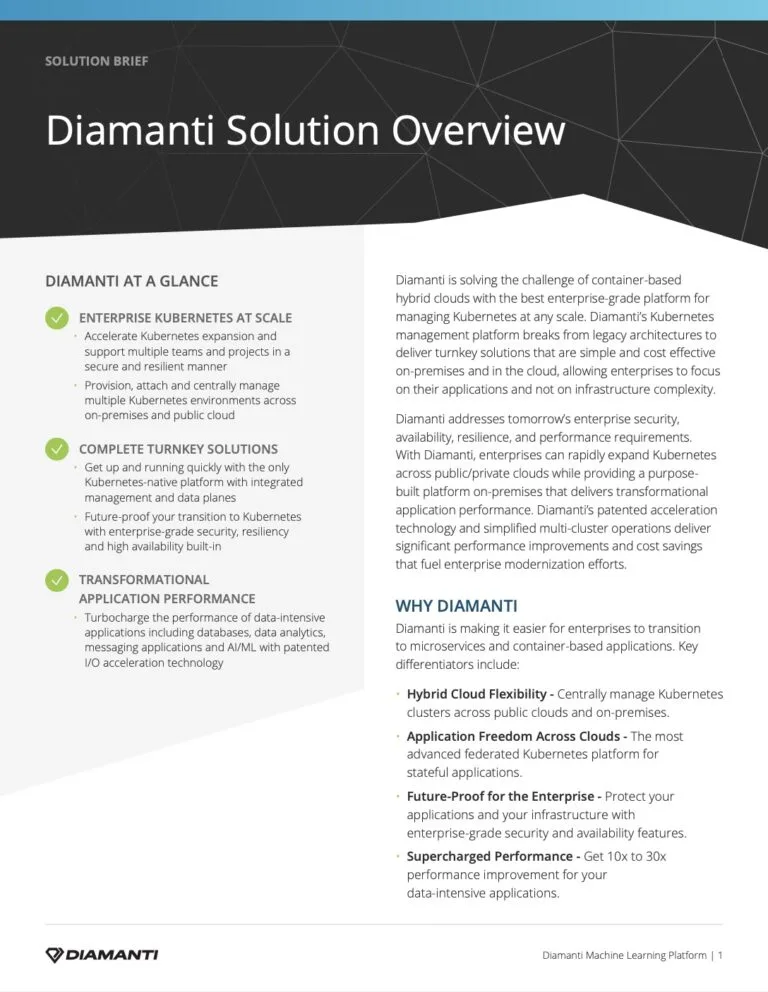 SOLUTION BRIEF
Diamanti Solution Overview
DIAMANTI AT A GLANCE
ENTERPRISE KUBERNETES AT SCALE
• Accelerate Kubernetes expansion and
support multiple teams and projects in a
secure and resilient manner
• Provision, attach and centrally manage
multiple Kubernetes environments across
on-premises and public cloud
COMPLETE TURNKEY SOLUTIONS
• Get up and running quickly with the only
Kubernetes-native platform with integrated
management and data planes
• Future-proof your transition to Kubernetes
with enterprise-grade security, resiliency
and high availability built-in
TRANSFORMATIONAL
APPLICATION PERFORMANCE
• Turbocharge the performance of data-intensive
applications including databases, data analytics,
messaging applications and AI/ML with patented
I/O acceleration technology
Diamanti is solving the challenge of container-based
hybrid clouds with the best enterprise-grade platform for
managing Kubernetes at any scale. Diamanti’s Kubernetes
management platform breaks from legacy architectures to
deliver turnkey solutions that are simple and cost effective
on-premises and in the cloud, allowing enterprises to focus
on their applications and not on infrastructure complexity.
Diamanti addresses tomorrow’s enterprise security,
availability, resilience, and performance requirements.
With Diamanti, enterprises can rapidly expand Kubernetes
across public/private clouds while providing a purpose-
built platform on-premises that delivers transformational
application performance. Diamanti’s patented acceleration
technology and simplified multi-cluster operations deliver
significant performance improvements and cost savings
that fuel enterprise modernization efforts.
WHY DIAMANTI
Diamanti is making it easier for enterprises to transition
to microservices and container-based applications. Key
differentiators include:
• Hybrid Cloud Flexibility - Centrally manage Kubernetes
clusters across public clouds and on-premises.
• Application Freedom Across Clouds - The most
advanced federated Kubernetes platform for
stateful applications.
• Future-Proof for the Enterprise - Protect your
applications and your infrastructure with
enterprise-grade security and availability features.
• Supercharged Performance - Get 10x to 30x
performance improvement for your
data-intensive applications.
DIAMANTI
Diamanti Machine Learning Platform | 1